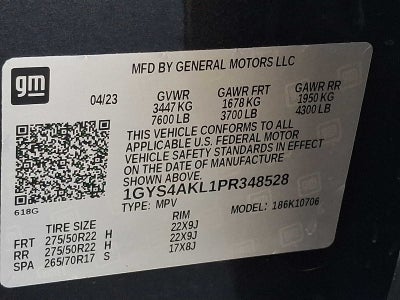 gm
MFD BY GENERAL MOTORS LLC
04/23 GVWR GAWR FRT GAWR RR
3447 KG 1678 KG 1950 KG
7600 LB 3700 LB 4300 LB
THIS VEHICLE CONFORMS TO ALL
APPLICABLE U.S. FEDERAL MOTOR
VEHICLE SAFETY STANDARDS IN EFFECT
ON THE DATE OF MANUFACTURE
SHOWN ABOVE.
1GYS4AKL1PR348528
618G TYPE: MPV MODEL: 186K10706
TIRE SIZE RIM
FRT 275/50R22 H 22X9J
RR 275/50R22 H 22X9J
SPA 265/70R17 S 17X8J